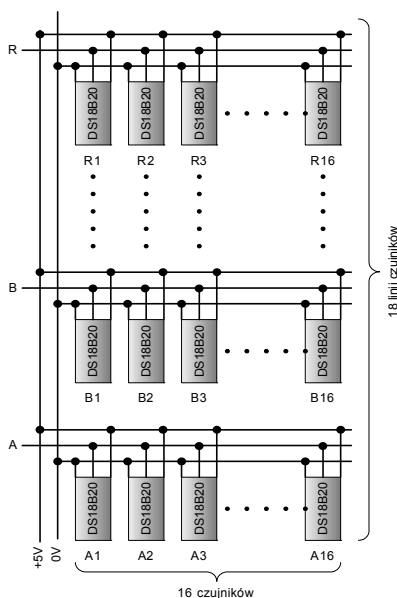 R
DS18B20 DS18B20 DS18B20 DS18B20
R1 R2 R3 R16
B
DS18B20 DS18B20 DS18B20 DS18B20
B1 B2 B3 B16
A
DS18B20 DS18B20 DS18B20 DS18B20
A1 A2 A3 A16
+5V
0V
16 czujników
18 linii czujników